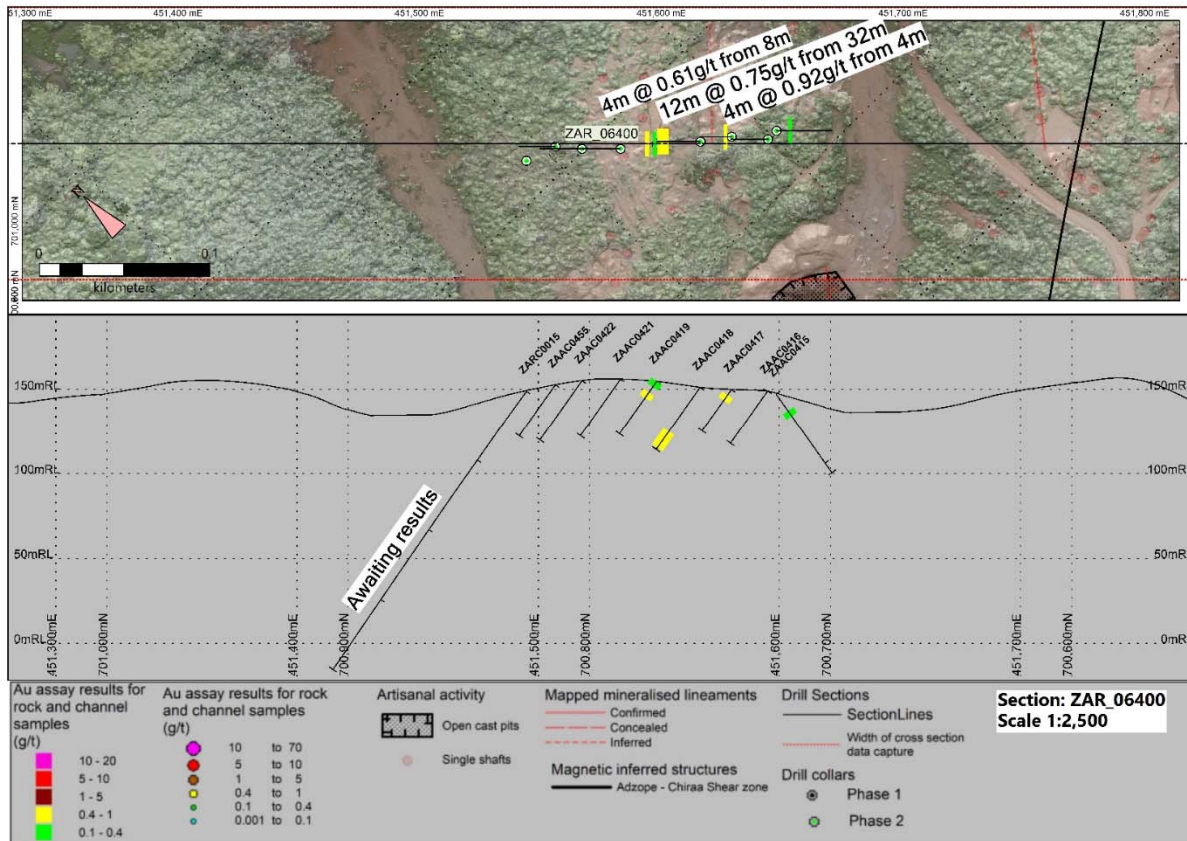 451,300 mE
451,400 mE
451,500 mE
451,600 mE
451,700 mE
451,800 mE
4m @ 0.61g/t from 8m
12m @ 0.75g/t from 32m
4m @ 0.92g/t from 4m
ZAR_06400
701,000 mN
00,800 mN
0
0.1
kilometers
ZARC0015
ZAAC0455
ZAAC0422
ZAAC0421
ZAAC0419
ZAAC0418
ZAAC0417
ZAAC0416
ZAAC0415
150mRL
150mRL
100mRL
100mRL
50mRL
50mRL
0mRL
0mRL
Awaiting results
451,300mE
701,000mN
451,400mE
700,900mN
451,500mE
700,800mN
451,600mE
700,700mN
451,700mE
700,600mN
Au assay results for
rock and channel
samples
(g/t)
10 - 20
5 - 10
1 - 5
0.4 - 1
0.1 - 0.4
Au assay results for rock
and channel samples
(g/t)
10 to 70
5 to 10
1 to 5
0.4 to 1
0.1 to 0.4
0.001 to 0.1
Artisanal activity
Open cast pits
Single shafts
Mapped mineralised lineaments
Confirmed
Concealed
Inferred
Magnetic inferred structures
Adzope - Chiraa Shear zone
Drill Sections
SectionLines
Width of cross section
data capture
Drill collars
Phase 1
Phase 2
Section: ZAR_06400
Scale 1:2,500